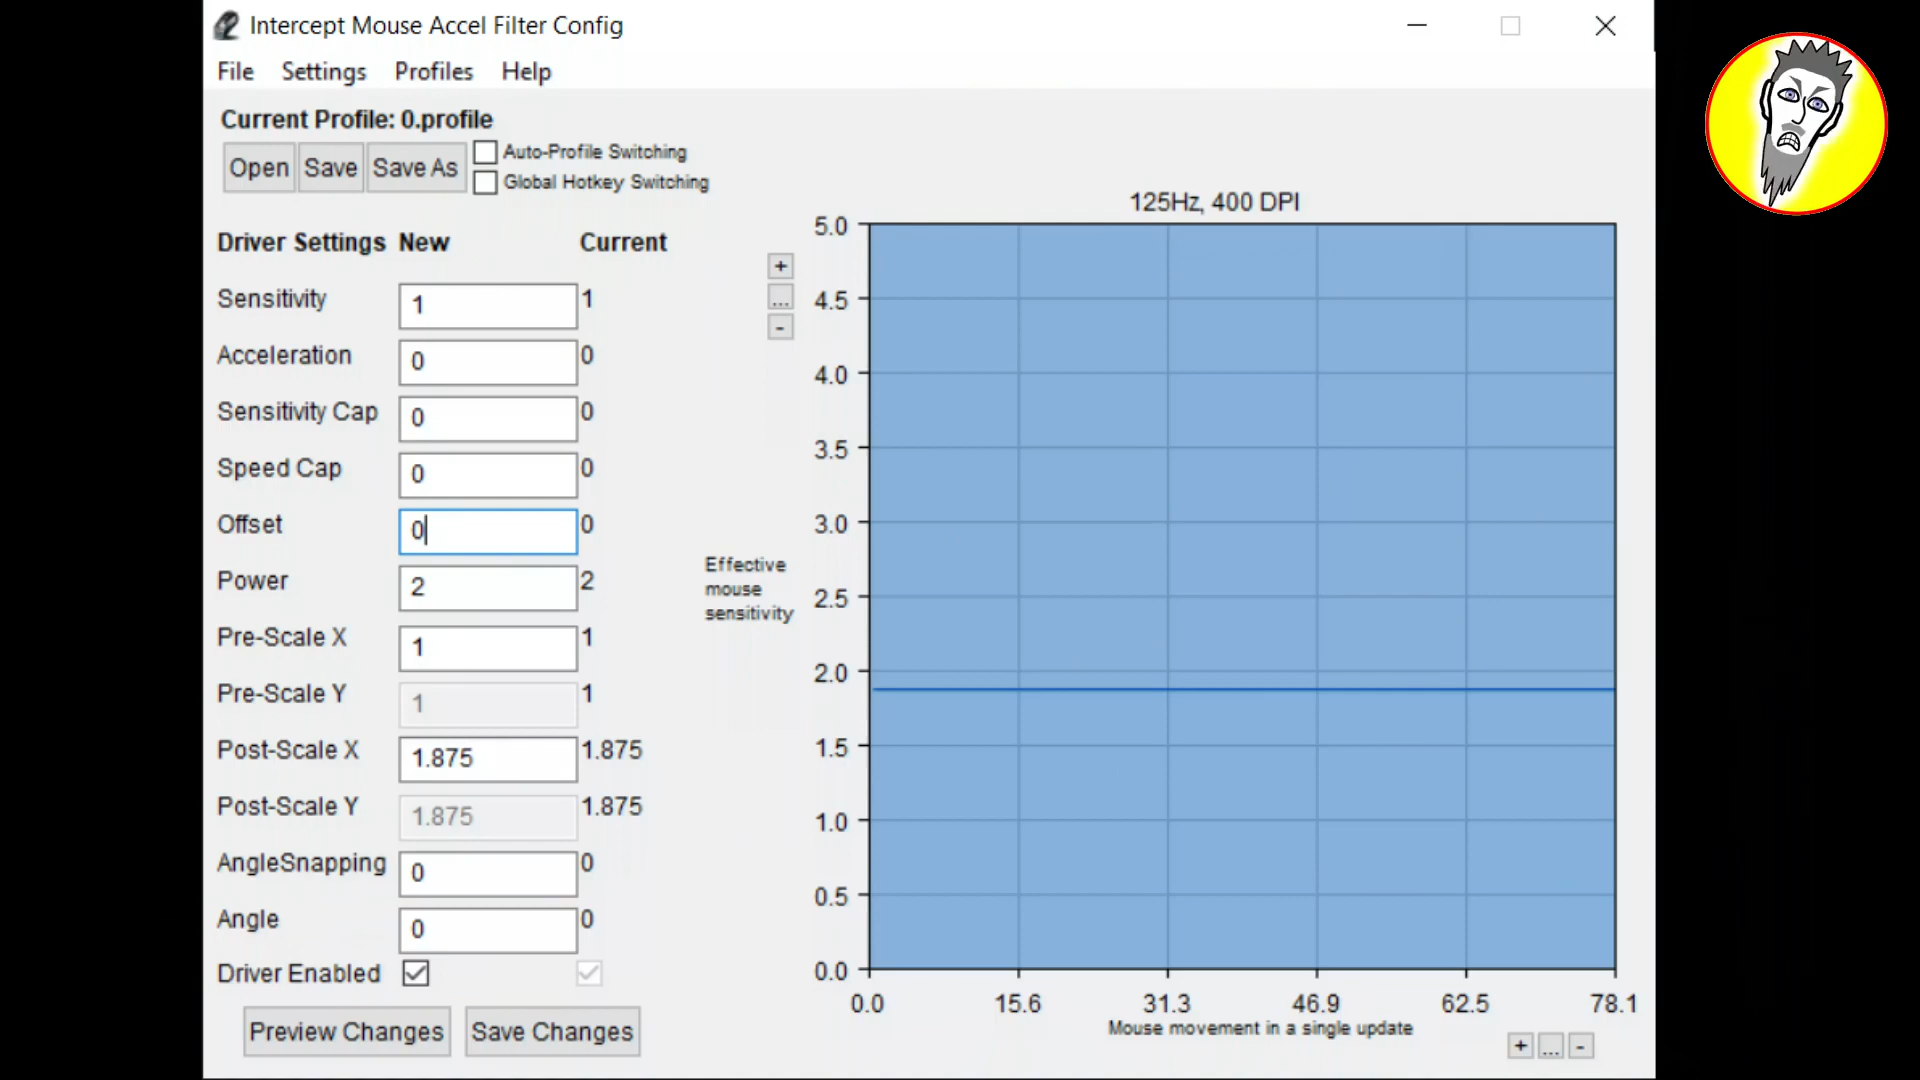 Intercept Mouse Accel Filter Config
File Settings Profiles Help
Current Profile: 0.profile
Open Save Save As
Auto-Profile Switching
Global Hotkey Switching
Driver Settings New Current
Sensitivity 1 1
Acceleration 0 0
Sensitivity Cap 0 0
Speed Cap 0 0
Offset 0 0
Power 2 2
Pre-Scale X 1 1
Pre-Scale Y 1 1
Post-Scale X 1.875 1.875
Post-Scale Y 1.875 1.875
AngleSnapping 0 0
Angle 0 0
Driver Enabled
Preview Changes Save Changes
+
...
-
Effective
mouse
sensitivity
125Hz, 400 DPI
5.0
4.5
4.0
3.5
3.0
2.5
2.0
1.5
1.0
0.5
0.0
0.0 15.6 31.3 46.9 62.5 78.1
Mouse movement in a single update
+ ... -